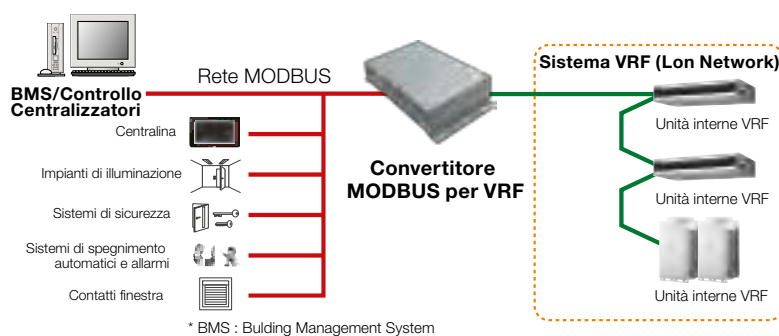 Rete MODBUS
BMS/Controllo
Centralizzatori
Centralina
Impianti di illuminazione
Sistemi di sicurezza
Sistemi di spegnimento
automatici e allarmi
Contatti finestra
* BMS : Bulding Management System
Convertitore
MODBUS per VRF
Sistema VRF (Lon Network)
Unità interne VRF
Unità interne VRF
Unità interne VRF